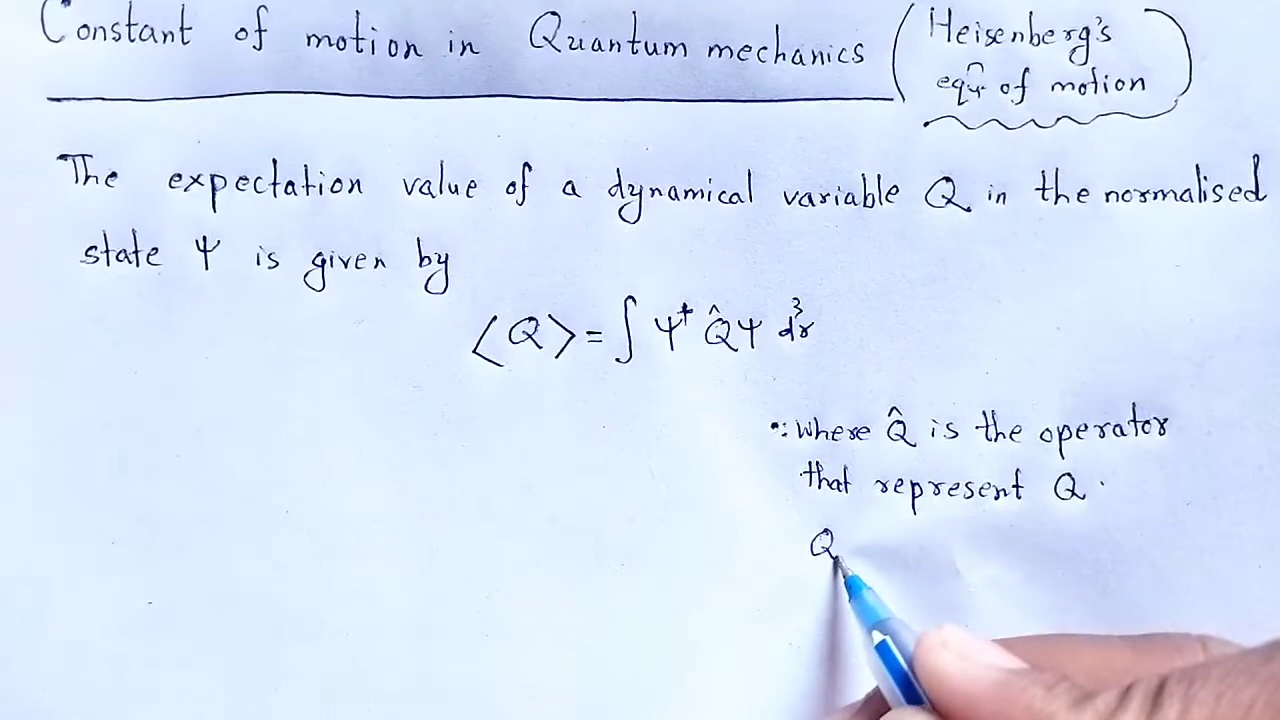 Constant of motion in Quantum mechanics (Heisenberg's
eqn of motion)
The expectation value of a dynamical variable Q in the normalised
state Ψ is given by
⟨Q⟩ = ∫ Ψ† Q̂ Ψ d³r
∵ where Q̂ is the operator
that represent Q.
Q